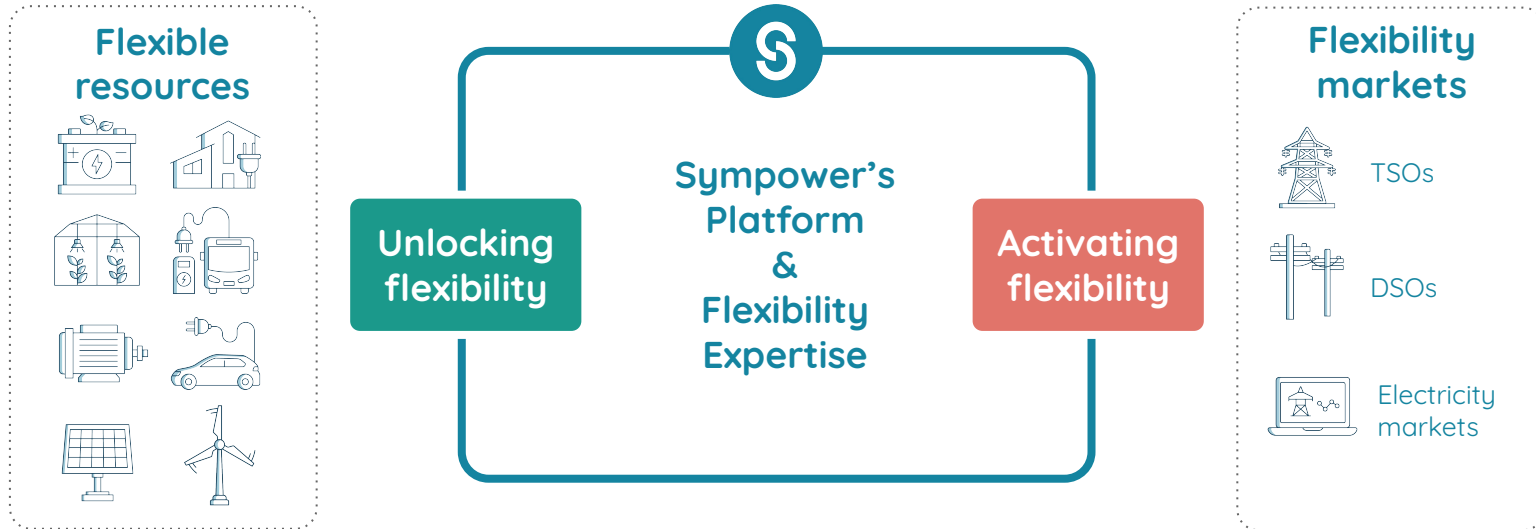 Flexible
resources
Unlocking
flexibility
S
Sympower's
Platform
&
Flexibility
Expertise
Activating
flexibility
Flexibility
markets
TSOs
DSOs
Electricity
markets